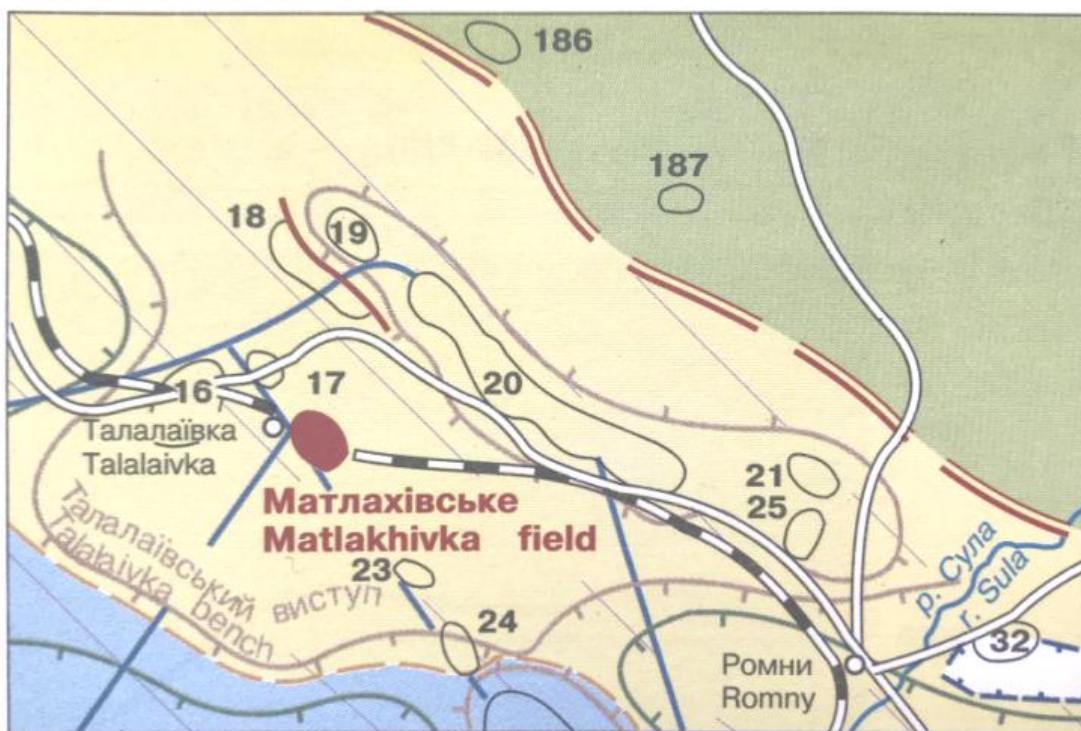 186
187
18
19
16
17
20
Талалаївка
Talalaivka
21
25
Матлахівське
Matlakhivka field
р. Сула
r. Sula
Талалаївський виступ
Talaivka bench
23
24
32
Ромни
Romny